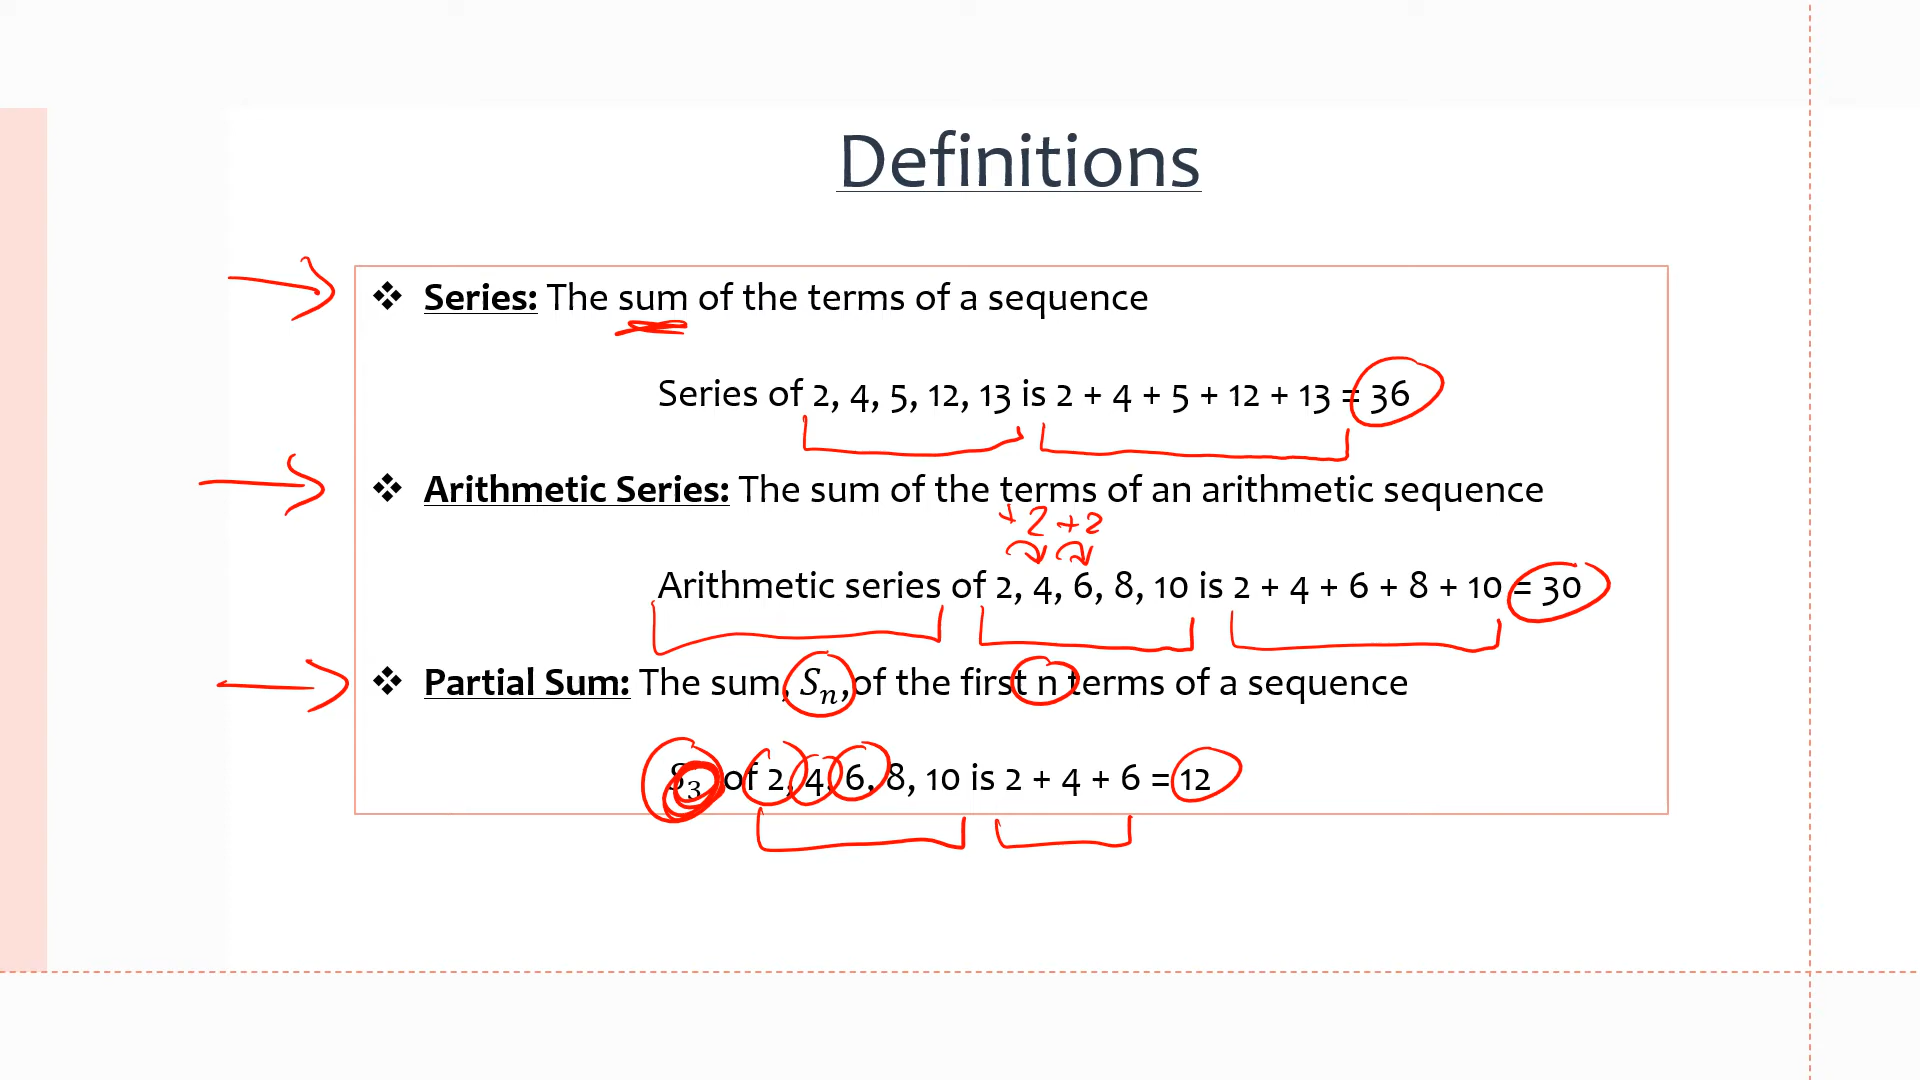 Definitions
❖ Series: The sum of the terms of a sequence
Series of 2, 4, 5, 12, 13 is 2 + 4 + 5 + 12 + 13 = 36
❖ Arithmetic Series: The sum of the terms of an arithmetic sequence
+2 +2
Arithmetic series of 2, 4, 6, 8, 10 is 2 + 4 + 6 + 8 + 10 = 30
❖ Partial Sum: The sum, Sₙ, of the first n terms of a sequence
S₃ of 2, 4, 6, 8, 10 is 2 + 4 + 6 = 12